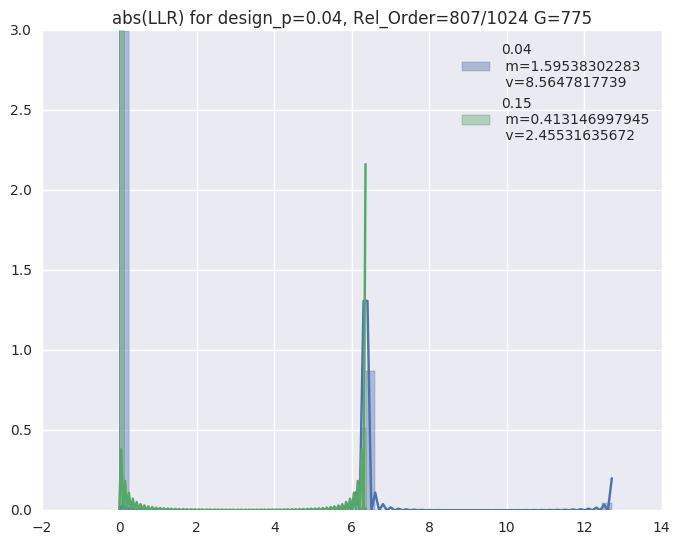 abs(LLR) for design_p=0.04, Rel_Order=807/1024 G=775
3.0
2.5
2.0
1.5
1.0
0.5
0.0
0.04
m=1.59538302283
v=8.5647817739
0.15
m=0.413146997945
v=2.45531635672
−2 0 2 4 6 8 10 12 14